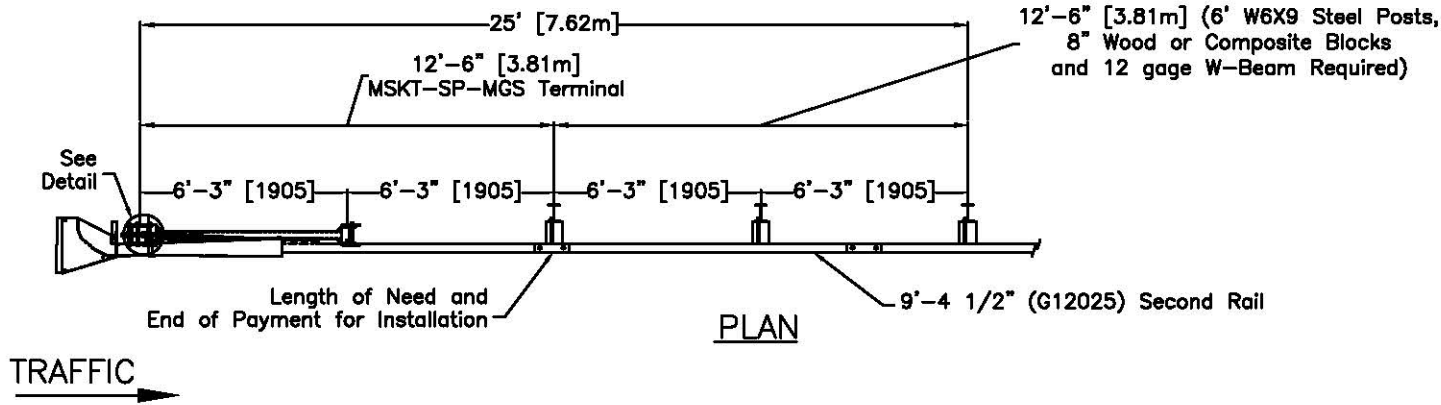 25' [7.62m]
12'-6" [3.81m] (6' W6X9 Steel Posts,
8" Wood or Composite Blocks
and 12 gage W-Beam Required)
12'-6" [3.81m]
MSKT-SP-MGS Terminal
See
Detail
6'-3" [1905]
6'-3" [1905]
6'-3" [1905]
6'-3" [1905]
Length of Need and
End of Payment for Installation
9'-4 1/2" (G12025) Second Rail
PLAN
TRAFFIC